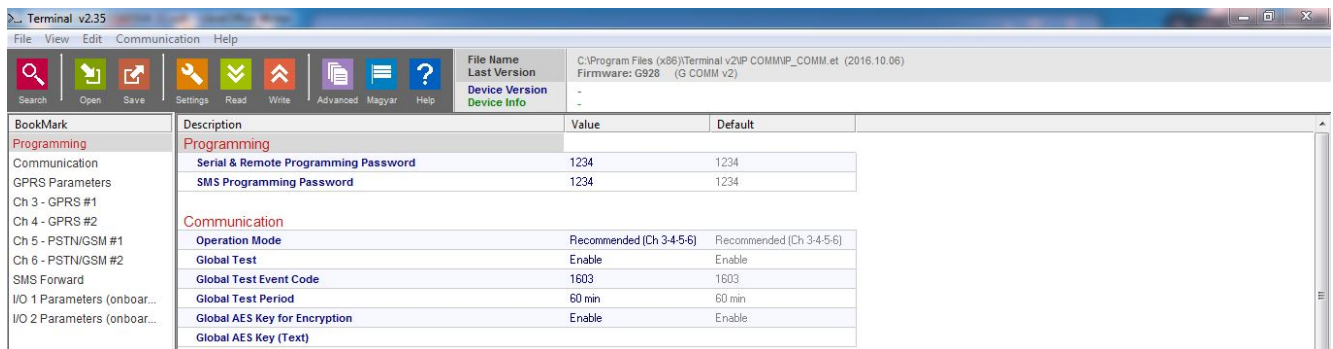 Terminal v2.35
File View Edit Communication Help
Search Open Save Settings Read Write Advanced Magyar Help
File Name C:\Program Files (x86)\Terminal v2\IP COMM\IP_COMM.et (2016.10.06)
Last Version Firmware: G928 (G COMM v2)
Device Version -
Device Info -
BookMark Description Value Default
Programming Programming
Communication Serial & Remote Programming Password 1234 1234
GPRS Parameters SMS Programming Password 1234 1234
Ch 3 - GPRS #1
Ch 4 - GPRS #2 Communication
Ch 5 - PSTN/GSM #1 Operation Mode Recommended (Ch 3-4-5-6) Recommended (Ch 3-4-5-6)
Ch 6 - PSTN/GSM #2 Global Test Enable Enable
SMS Forward Global Test Event Code 1603 1603
I/O 1 Parameters (onboar... Global Test Period 60 min 60 min
I/O 2 Parameters (onboar... Global AES Key for Encryption Enable Enable
Global AES Key (Text)